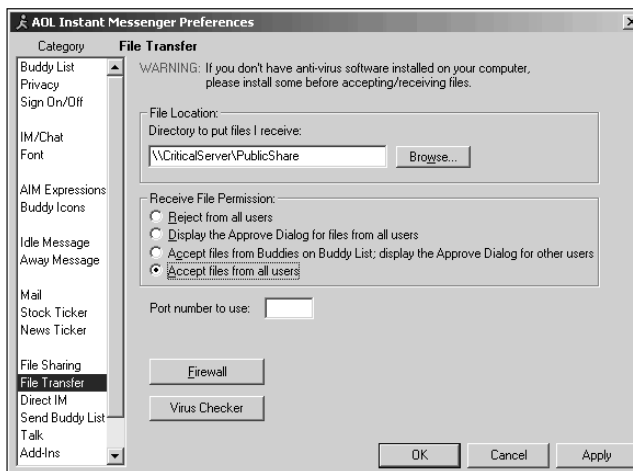 AOL Instant Messenger Preferences
Category
File Transfer
Buddy List
Privacy
Sign On/Off
IM/Chat
Font
AIM Expressions
Buddy Icons
Idle Message
Away Message
Mail
Stock Ticker
News Ticker
File Sharing
File Transfer
Direct IM
Send Buddy List
Talk
Add-Ins
WARNING: If you don't have anti-virus software installed on your computer,
please install some before accepting/receiving files.
File Location:
Directory to put files I receive:
\\CriticalServer\PublicShare
Browse...
Receive File Permission:
Reject from all users
Display the Approve Dialog for files from all users
Accept files from Buddies on Buddy List; display the Approve Dialog for other users
Accept files from all users
Port number to use:
Firewall
Virus Checker
OK
Cancel
Apply